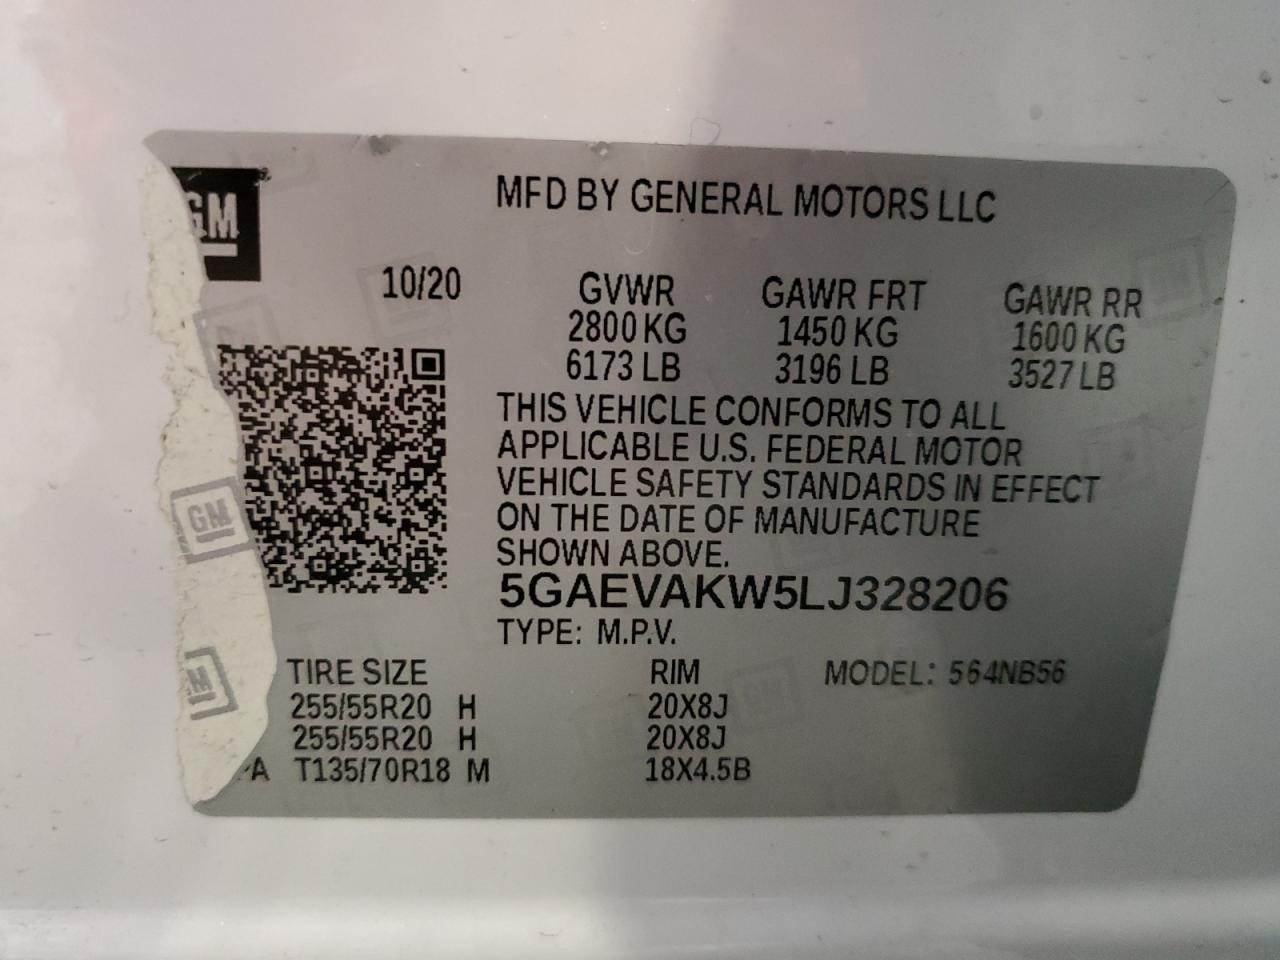 GM
MFD BY GENERAL MOTORS LLC
10/20 GVWR GAWR FRT GAWR RR
2800 KG 1450 KG 1600 KG
6173 LB 3196 LB 3527 LB
THIS VEHICLE CONFORMS TO ALL
APPLICABLE U.S. FEDERAL MOTOR
VEHICLE SAFETY STANDARDS IN EFFECT
ON THE DATE OF MANUFACTURE
SHOWN ABOVE.
5GAEVAKW5LJ328206
TYPE: M.P.V.
GM
TIRE SIZE RIM MODEL: 564NB56
255/55R20 H 20X8J
255/55R20 H 20X8J
T135/70R18 M 18X4.5B